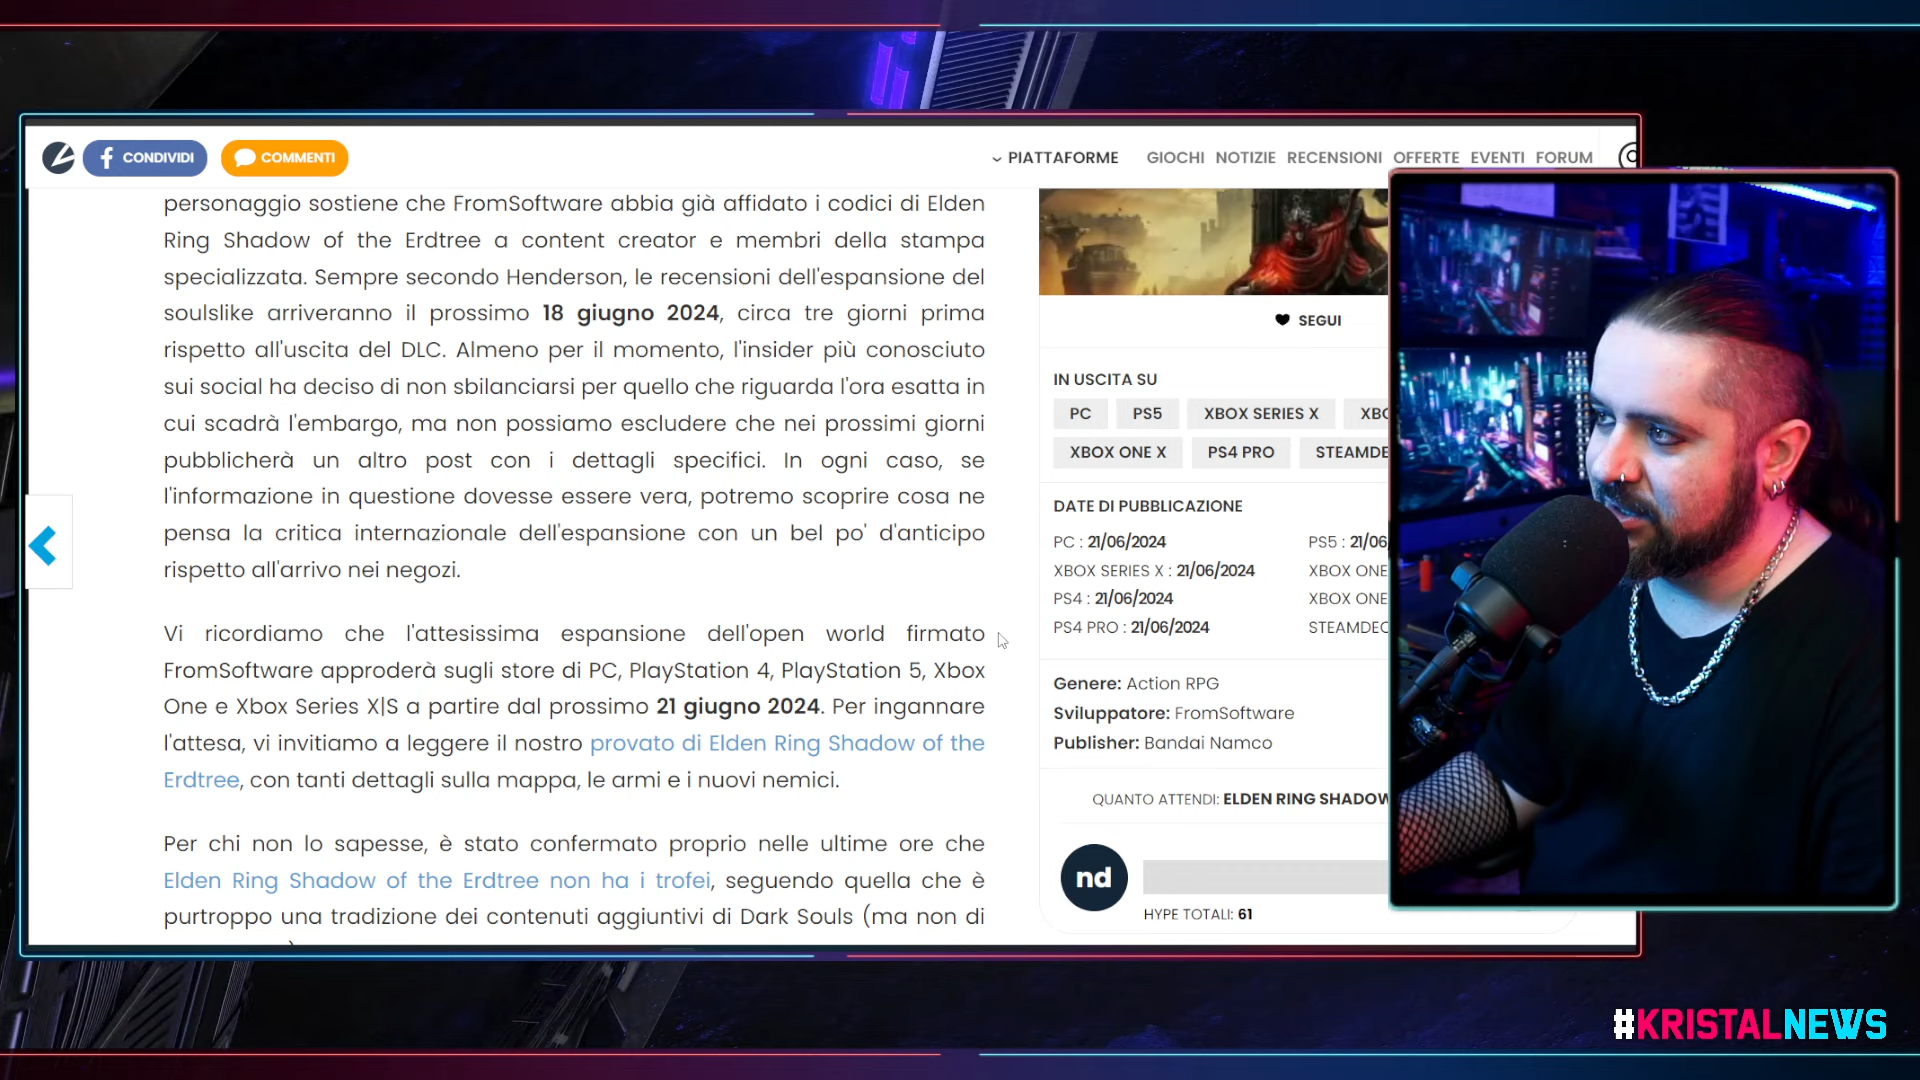 CONDIVIDI
COMMENTI
PIATTAFORME GIOCHI NOTIZIE RECENSIONI OFFERTE EVENTI FORUM
personaggio sostiene che FromSoftware abbia già affidato i codici di Elden
Ring Shadow of the Erdtree a content creator e membri della stampa
specializzata. Sempre secondo Henderson, le recensioni dell'espansione del
soulslike arriveranno il prossimo 18 giugno 2024, circa tre giorni prima
rispetto all'uscita del DLC. Almeno per il momento, l'insider più conosciuto
sui social ha deciso di non sbilanciarsi per quello che riguarda l'ora esatta in
cui scadrà l'embargo, ma non possiamo escludere che nei prossimi giorni
pubblicherà un altro post con i dettagli specifici. In ogni caso, se
l'informazione in questione dovesse essere vera, potremo scoprire cosa ne
pensa la critica internazionale dell'espansione con un bel po' d'anticipo
rispetto all'arrivo nei negozi.
Vi ricordiamo che l'attesissima espansione dell'open world firmato
FromSoftware approderà sugli store di PC, PlayStation 4, PlayStation 5, Xbox
One e Xbox Series X|S a partire dal prossimo 21 giugno 2024. Per ingannare
l'attesa, vi invitiamo a leggere il nostro provato di Elden Ring Shadow of the
Erdtree, con tanti dettagli sulla mappa, le armi e i nuovi nemici.
Per chi non lo sapesse, è stato confermato proprio nelle ultime ore che
Elden Ring Shadow of the Erdtree non ha i trofei, seguendo quella che è
purtroppo una tradizione dei contenuti aggiuntivi di Dark Souls (ma non di
SEGUI
IN USCITA SU
PC PS5 XBOX SERIES X XBO
XBOX ONE X PS4 PRO STEAMDE
DATE DI PUBBLICAZIONE
PC : 21/06/2024 PS5 : 21/06
XBOX SERIES X : 21/06/2024 XBOX ONE
PS4 : 21/06/2024 XBOX ONE
PS4 PRO : 21/06/2024 STEAMDEC
Genere: Action RPG
Sviluppatore: FromSoftware
Publisher: Bandai Namco
QUANTO ATTENDI: ELDEN RING SHADOW
nd
HYPE TOTALI: 61
#KRISTALNEWS